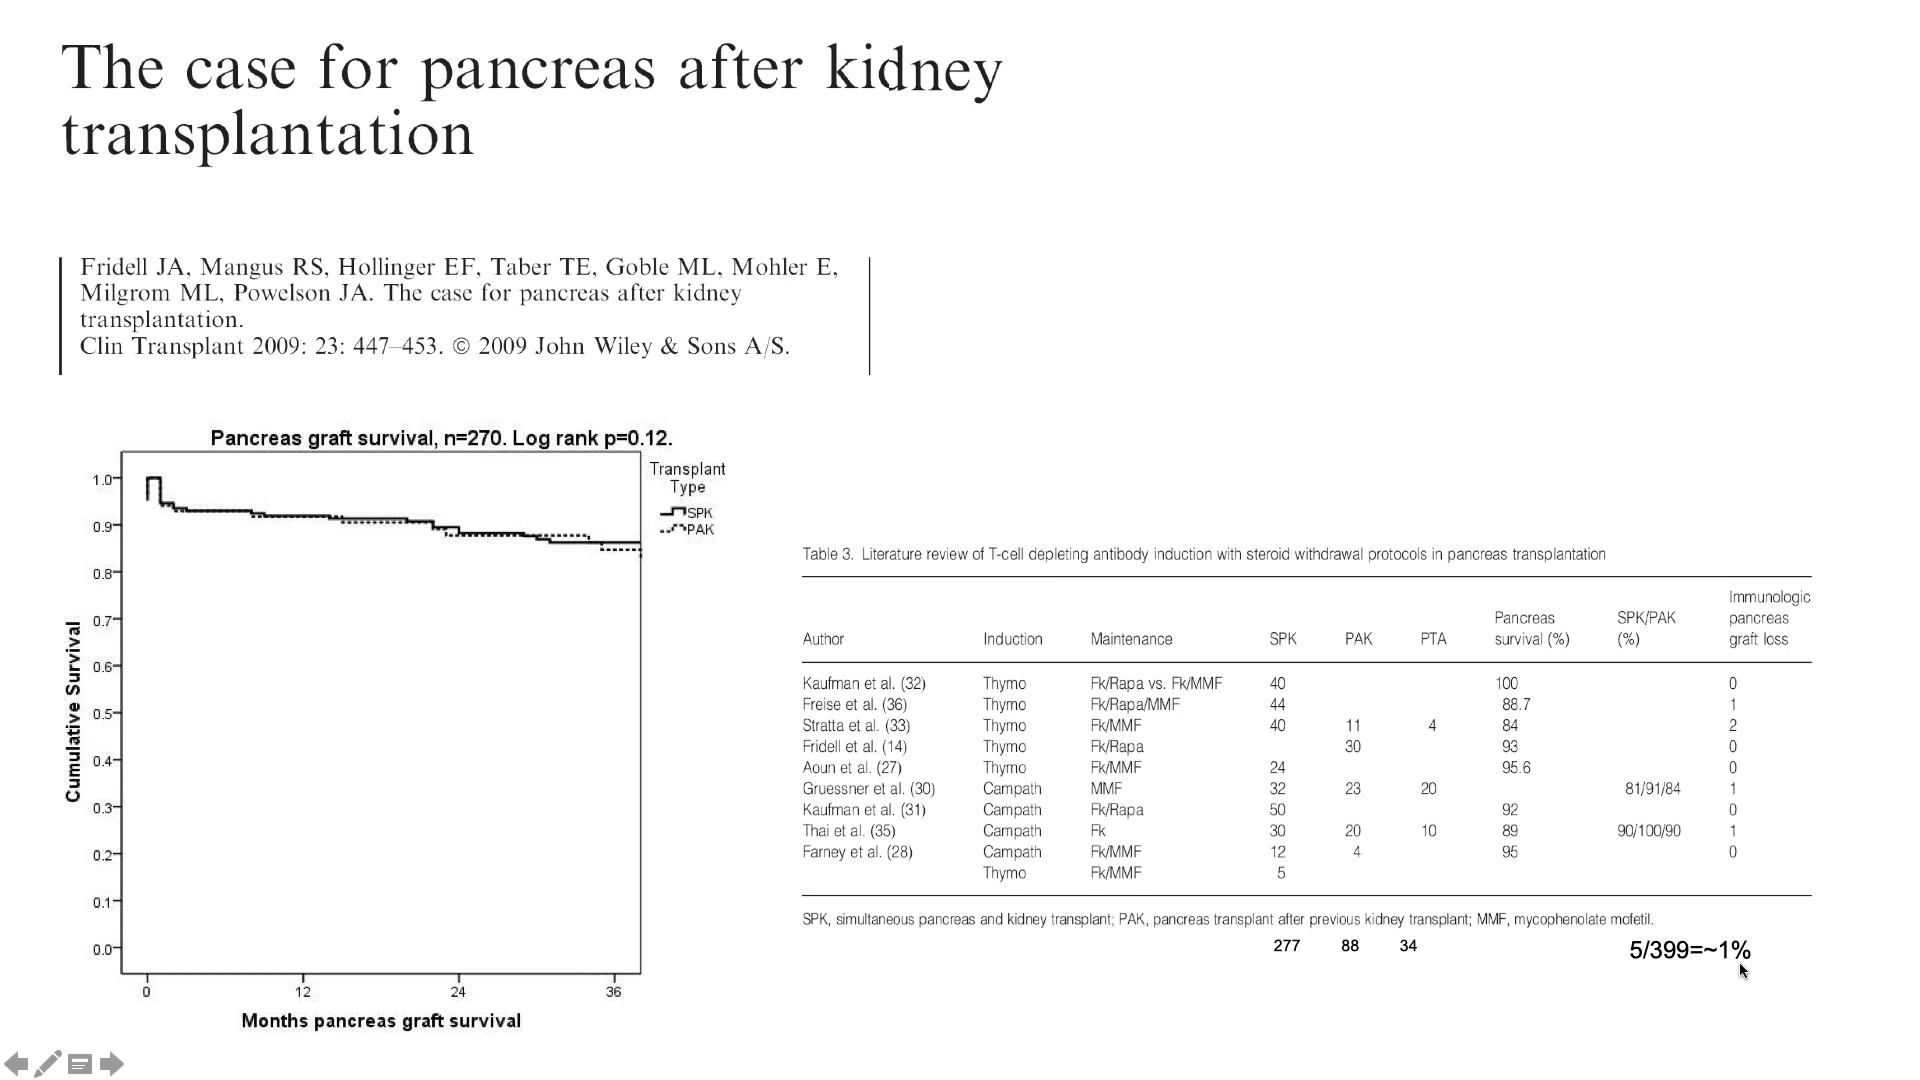 The case for pancreas after kidney
transplantation
Fridell JA, Mangus RS, Hollinger EF, Taber TE, Goble ML, Mohler E,
Milgrom ML, Powelson JA. The case for pancreas after kidney
transplantation.
Clin Transplant 2009: 23: 447–453. © 2009 John Wiley & Sons A/S.
Pancreas graft survival, n=270. Log rank p=0.12.
Transplant
Type
SPK
PAK
Cumulative Survival
1.0
0.9
0.8
0.7
0.6
0.5
0.4
0.3
0.2
0.1
0.0
0 12 24 36
Months pancreas graft survival
Table 3. Literature review of T-cell depleting antibody induction with steroid withdrawal protocols in pancreas transplantation
Author Induction Maintenance SPK PAK PTA Pancreas survival (%) SPK/PAK (%) Immunologic pancreas graft loss
Kaufman et al. (32) Thymo Fk/Rapa vs. Fk/MMF 40 100 0
Freise et al. (36) Thymo Fk/Rapa/MMF 44 88.7 1
Stratta et al. (33) Thymo Fk/MMF 40 11 4 84 2
Fridell et al. (14) Thymo Fk/Rapa 30 93 0
Aoun et al. (27) Thymo Fk/MMF 24 95.6 0
Gruessner et al. (30) Campath MMF 32 23 20 81/91/84 1
Kaufman et al. (31) Campath Fk/Rapa 50 92 0
Thai et al. (35) Campath Fk 30 20 10 89 90/100/90 1
Farney et al. (28) Campath Fk/MMF 12 4 95 0
Thymo Fk/MMF 5
SPK, simultaneous pancreas and kidney transplant; PAK, pancreas transplant after previous kidney transplant; MMF, mycophenolate mofetil.
277 88 34
5/399=~1%